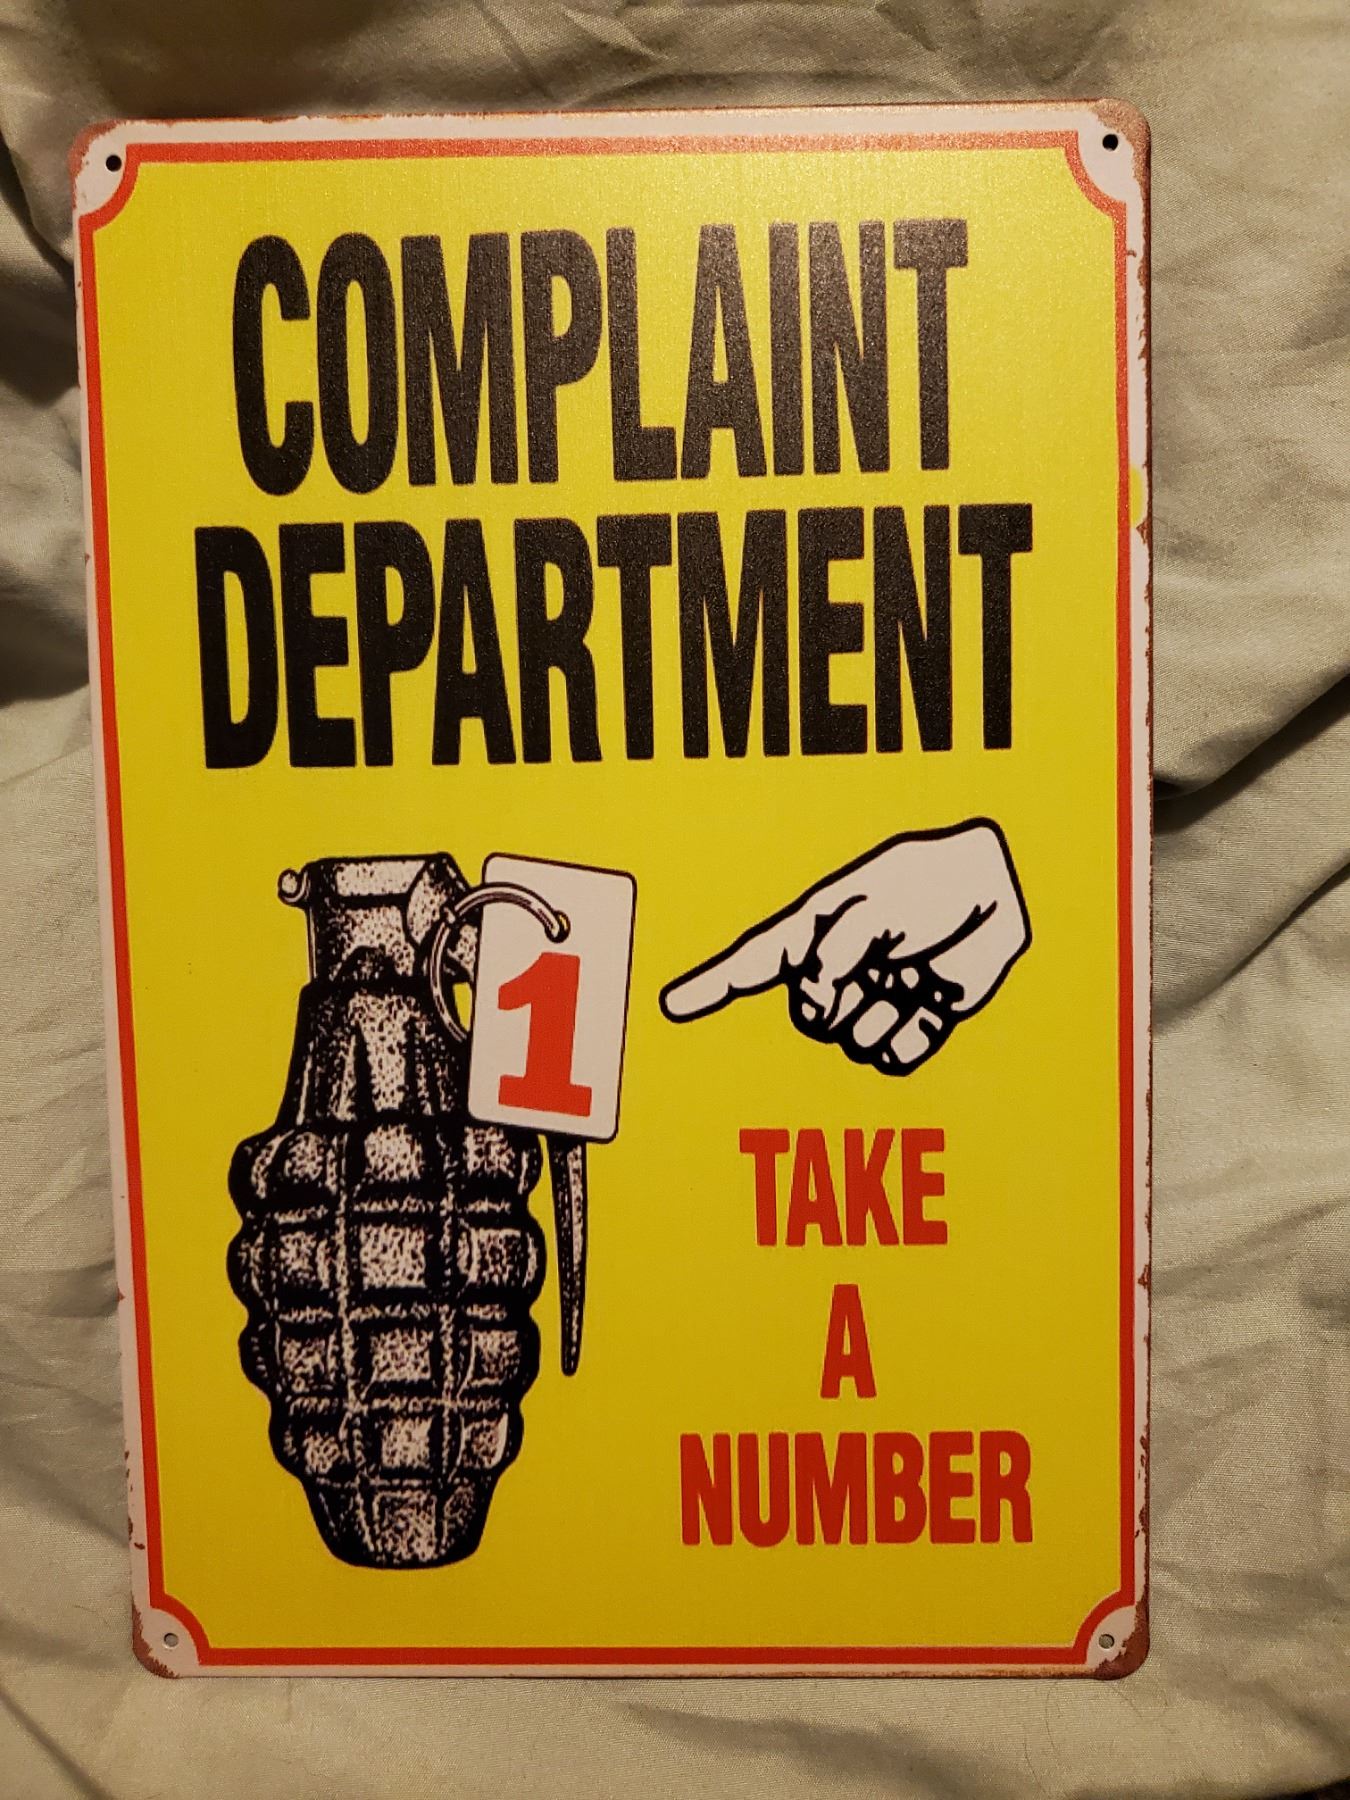 COMPLAINT
DEPARTMENT
1
TAKE
A
NUMBER